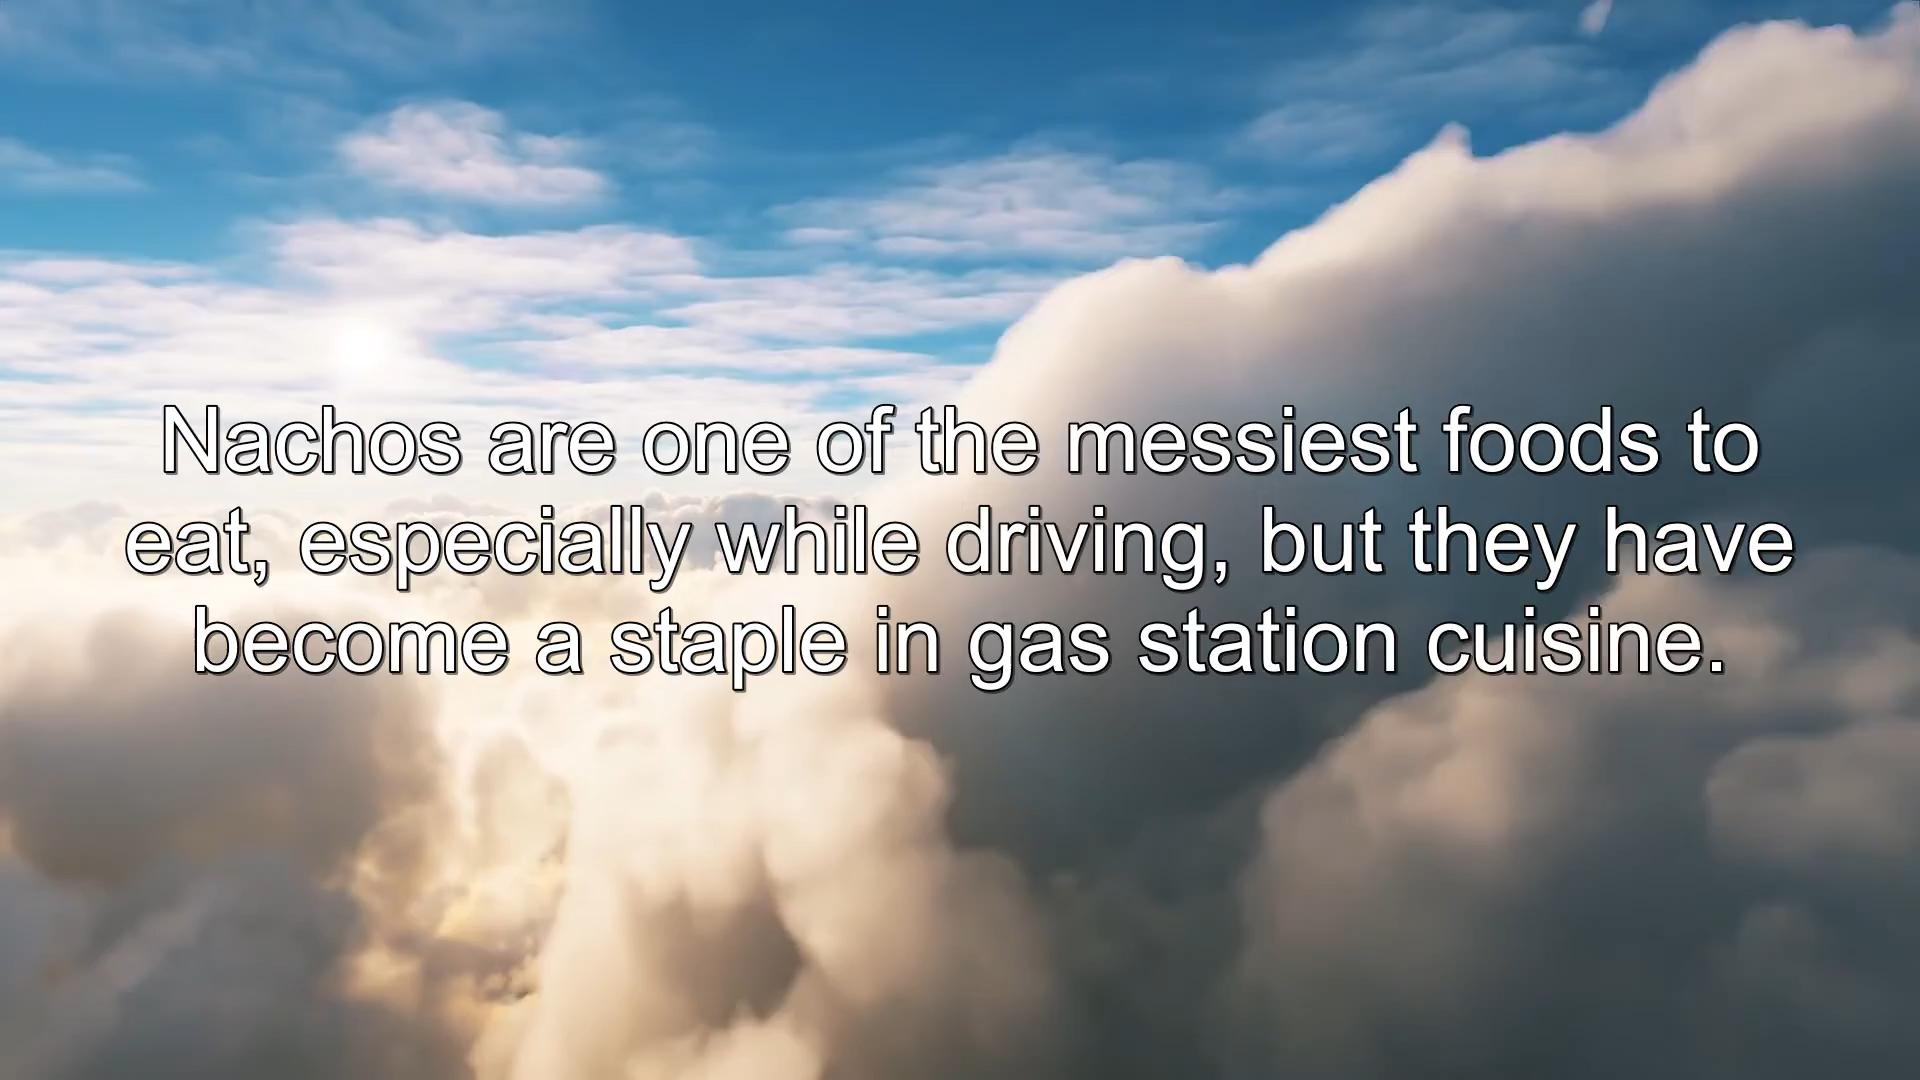 Nachos are one of the messiest foods to
eat, especially while driving, but they have
become a staple in gas station cuisine.